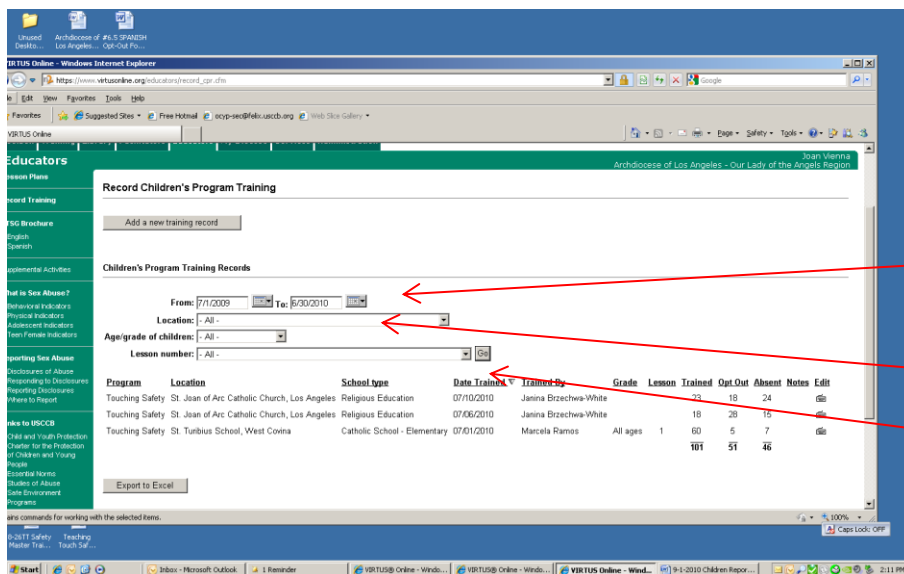 Unused Deskto...
Archdiocese of Los Angeles...
#6.5 SPANISH Opt-Out Fo...
VIRTUS Online - Windows Internet Explorer
https://www.virtusonline.org/educators/record_cpr.cfm
Google
Edit View Favorites Tools Help
Favorites Suggested Sites Free Hotmail ocyp-sec@felix.usccb.org Web Slice Gallery
VIRTUS Online
Page Safety Tools
Educators
Joan Vienna
Archdiocese of Los Angeles - Our Lady of the Angels Region
Lesson Plans
Record Training
TSG Brochure
English
Spanish
Supplemental Activities
What is Sex Abuse?
Behavioral Indicators
Physical Indicators
Adolescent Indicators
Teen Female Indicators
Reporting Sex Abuse
Disclosures of Abuse
Responding to Disclosures
Reporting Disclosures
Where to Report
Links to USCCB
Child and Youth Protection
Charter for the Protection
of Children and Young
People
Essential Norms
Studies of Abuse
Safe Environment
Programs
Record Children's Program Training
Add a new training record
Children's Program Training Records
From: 7/1/2009 To: 6/30/2010
Location: - All -
Age/grade of children: - All -
Lesson number: - All - Go
Program Location School type Date Trained Trained By Grade Lesson Trained Opt Out Absent Notes Edit
Touching Safety St. Joan of Arc Catholic Church, Los Angeles Religious Education 07/10/2010 Janina Brzechwa-White 23 18 24
Touching Safety St. Joan of Arc Catholic Church, Los Angeles Religious Education 07/06/2010 Janina Brzechwa-White 18 28 15
Touching Safety St. Turibius School, West Covina Catholic School - Elementary 07/01/2010 Marcela Ramos All ages 1 60 5 7
101 51 46
Export to Excel
ains commands for working with the selected items.
100%
Caps Lock: OFF
8-26TT Safety Master Trai...
Teaching Touch Saf...
Start
Inbox - Microsoft Outlook
1 Reminder
VIRTUS® Online - Windo...
VIRTUS® Online - Windo...
VIRTUS Online - Wind...
9-1-2010 Children Repor...
2:11 PM